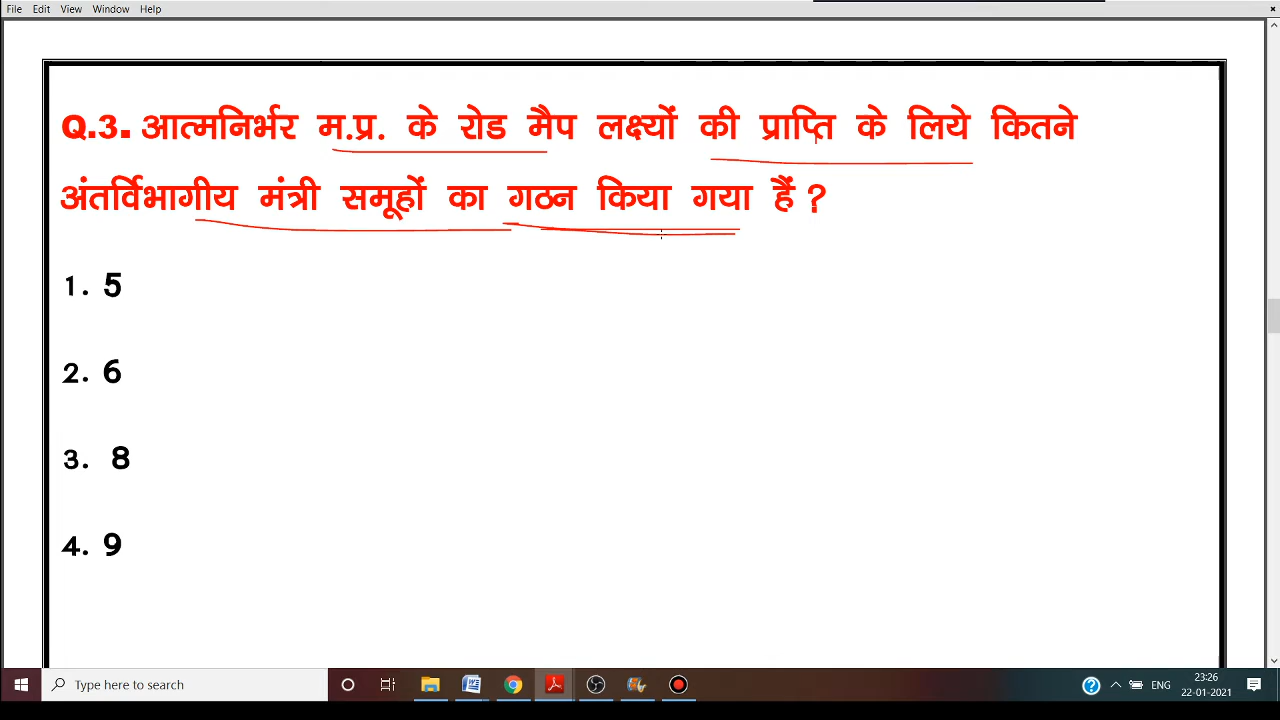 File Edit View Window Help
Q.3. आत्मनिर्भर म.प्र. के रोड मैप लक्ष्यों की प्राप्ति के लिये कितने
अंतर्विभागीय मंत्री समूहों का गठन किया गया हैं ?
1. 5
2. 6
3. 8
4. 9
Type here to search
ENG
23:26
22-01-2021